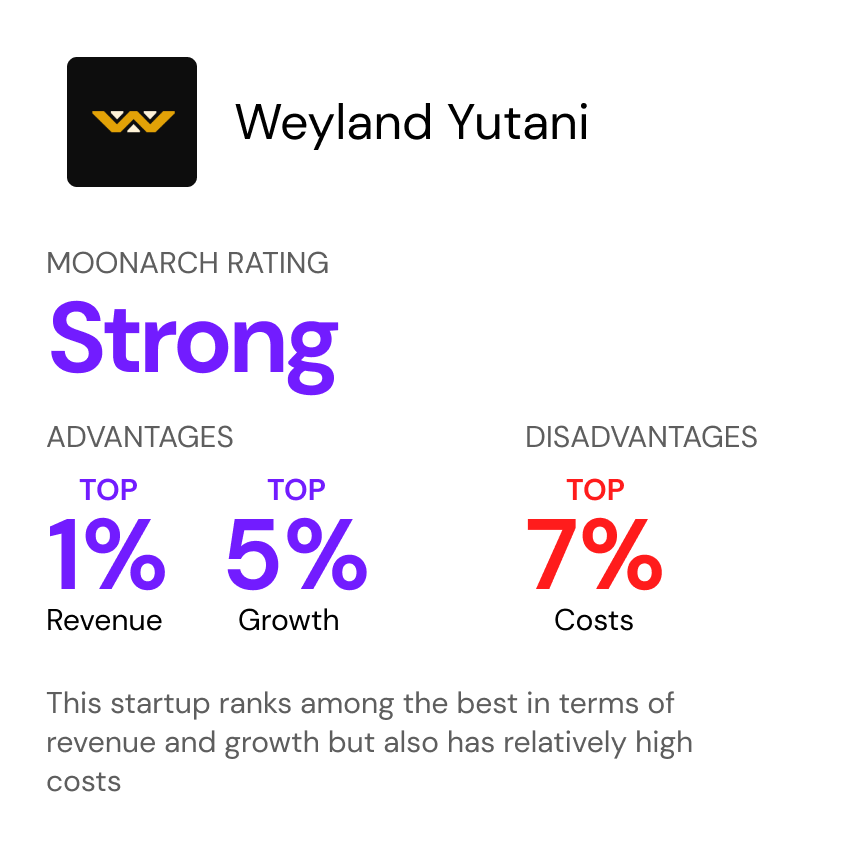 Weyland Yutani
MOONARCH RATING
Strong
ADVANTAGES
DISADVANTAGES
TOP
1%
Revenue
TOP
5%
Growth
TOP
7%
Costs
This startup ranks among the best in terms of
revenue and growth but also has relatively high
costs